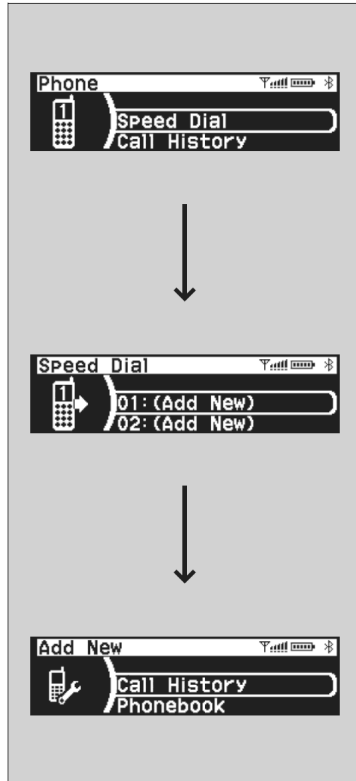 Phone
Speed Dial
Call History
Speed Dial
01:(Add New)
02:(Add New)
Add New
Call History
Phonebook